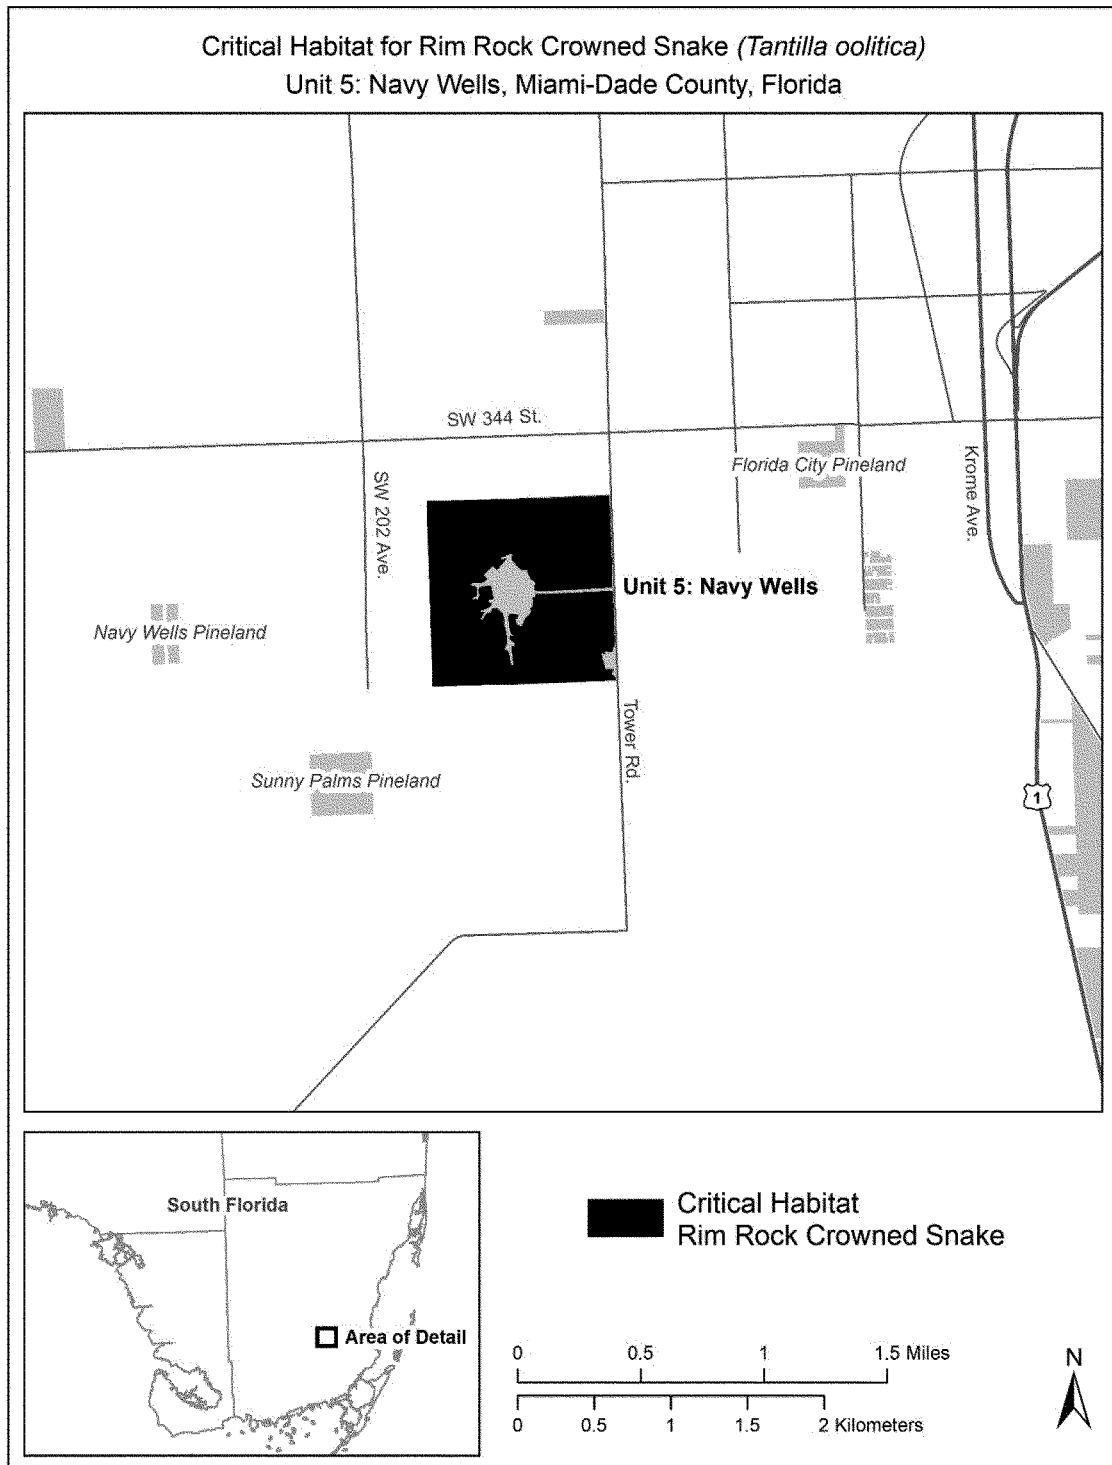 Critical Habitat for Rim Rock Crowned Snake (Tantilla oolitica)
Unit 5: Navy Wells, Miami-Dade County, Florida
SW 344 St.
Florida City Pineland
Krome Ave.
SW 202 Ave.
Unit 5: Navy Wells
Navy Wells Pineland
Tower Rd.
Sunny Palms Pineland
1
South Florida
Area of Detail
Critical Habitat
Rim Rock Crowned Snake
0 0.5 1 1.5 Miles
0 0.5 1 1.5 2 Kilometers
N